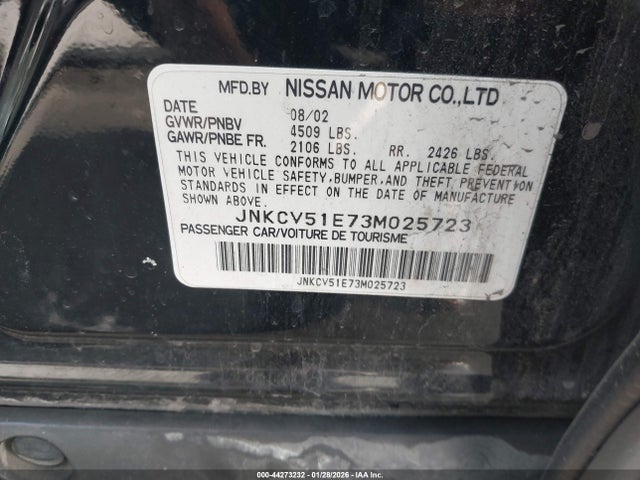 MFD.BY NISSAN MOTOR CO.,LTD
DATE 08/02
GVWR/PNBV 4509 LBS.
GAWR/PNBE FR. 2106 LBS. RR. 2426 LBS.
THIS VEHICLE CONFORMS TO ALL APPLICABLE FEDERAL
MOTOR VEHICLE SAFETY, BUMPER, AND THEFT PREVENTION
STANDARDS IN EFFECT ON THE DATE OF MANUFACTURE
SHOWN ABOVE.
JNKCV51E73M025723
PASSENGER CAR/VOITURE DE TOURISME
JNKCV51E73M025723
000-44273232 01/28/2026 - Copyright IAA, LLC